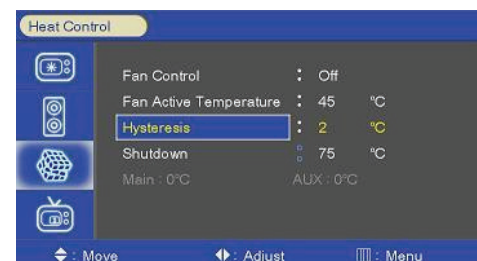 Heat Control
Fan Control : Off
Fan Active Temperature : 45 °C
Hysteresis : 2 °C
Shutdown : 75 °C
Main : 0°C AUX : 0°C
: Move : Adjust : Menu